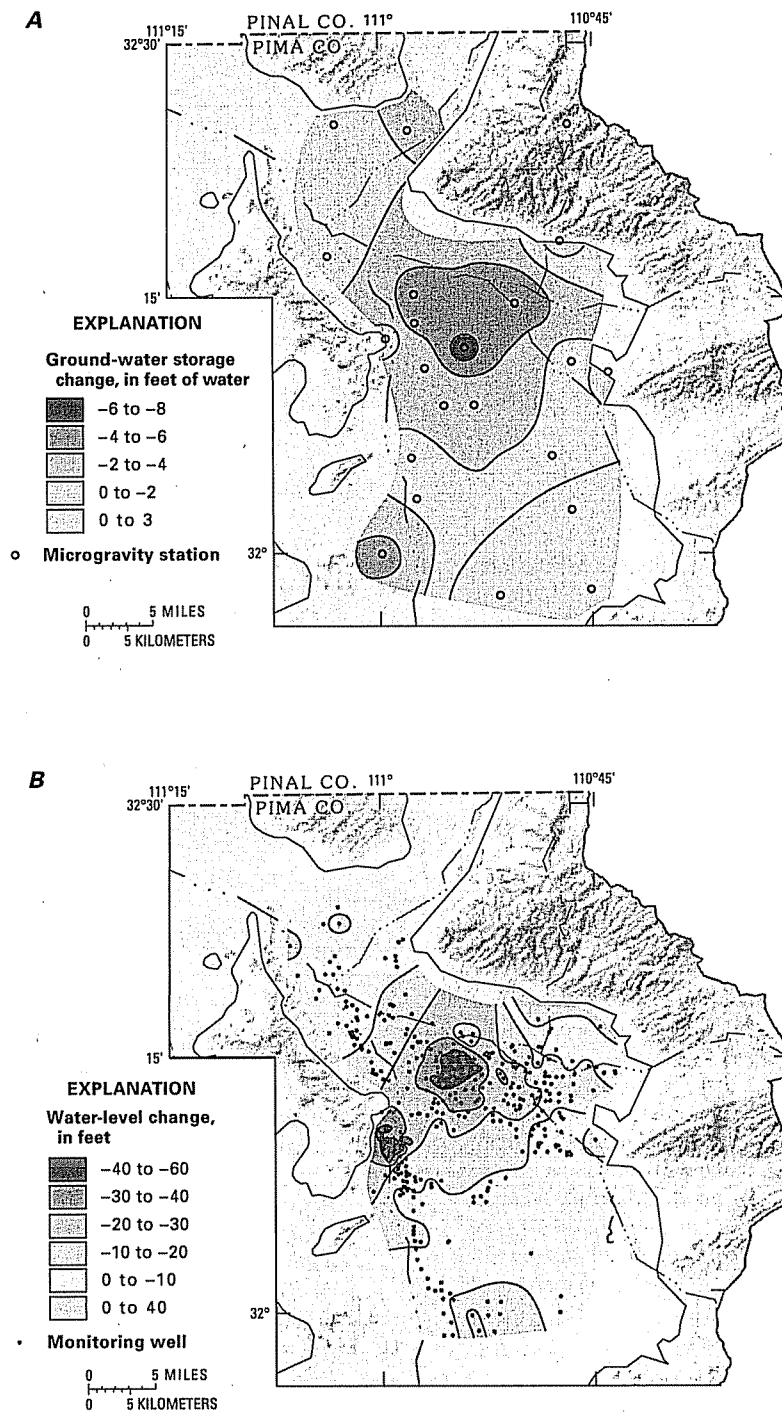 A
111°15'
PINAL CO.
111°
110°45'
32°30'
PIMA CO
15'
EXPLANATION
Ground-water storage
change, in feet of water
−6 to −8
−4 to −6
−2 to −4
0 to −2
0 to 3
Microgravity station
32°
0 5 MILES
0 5 KILOMETERS
B
111°15'
PINAL CO.
111°
110°45'
32°30'
PIMA CO
15'
EXPLANATION
Water-level change,
in feet
−40 to −60
−30 to −40
−20 to −30
−10 to −20
0 to −10
0 to 40
32°
Monitoring well
0 5 MILES
0 5 KILOMETERS